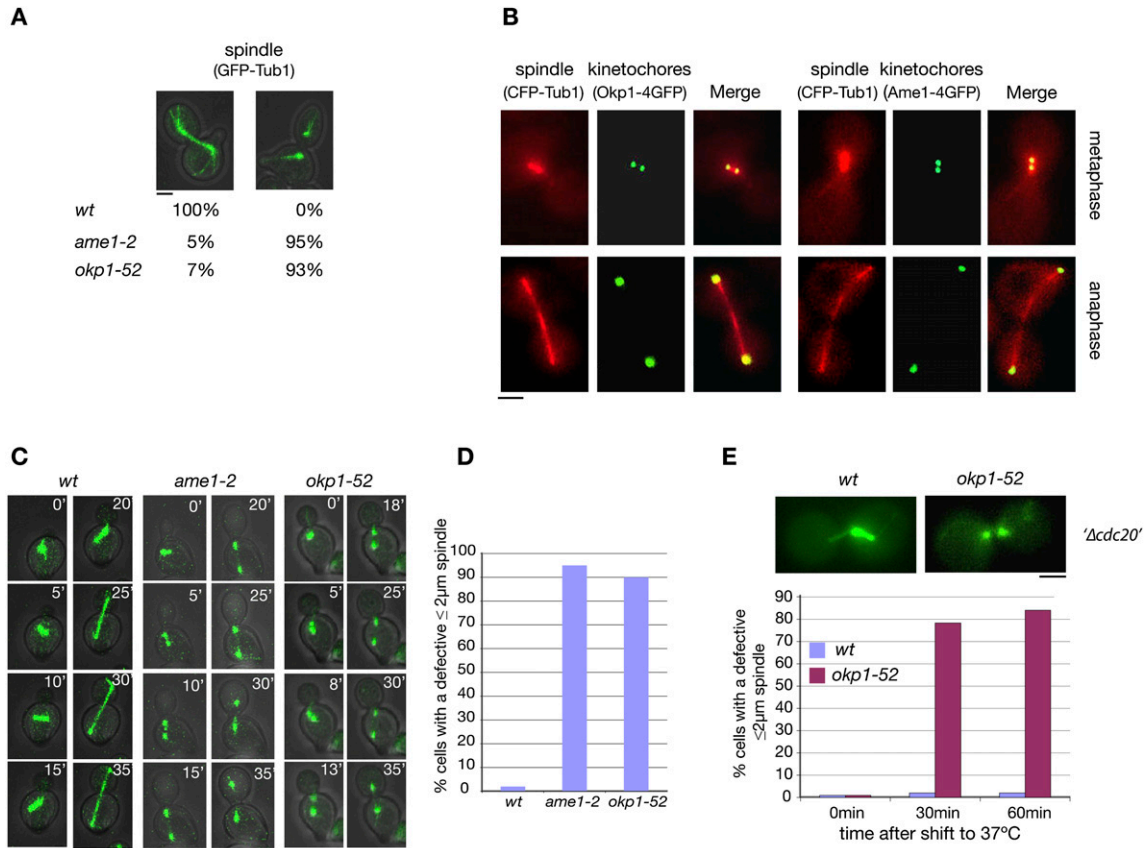 A
spindle
(GFP-Tub1)
wt 100% 0%
ame1-2 5% 95%
okp1-52 7% 93%
B
spindle kinetochores spindle kinetochores
(CFP-Tub1) (Okp1-4GFP) Merge (CFP-Tub1) (Ame1-4GFP) Merge
metaphase
anaphase
C
wt ame1-2 okp1-52
0' 20 0' 20' 0' 18'
5' 25' 5' 25' 5' 25'
10' 30' 10' 30' 8' 30'
15' 35' 15' 35' 13' 35'
D
% cells with a defective ≤ 2μm spindle
100
90
80
70
60
50
40
30
20
10
0
wt ame1-2 okp1-52
E
wt okp1-52
'Δcdc20'
% cells with a defective
≤2μm spindle
90
80
70
60
50
40
30
20
10
0
wt
okp1-52
0min 30min 60min
time after shift to 37ºC